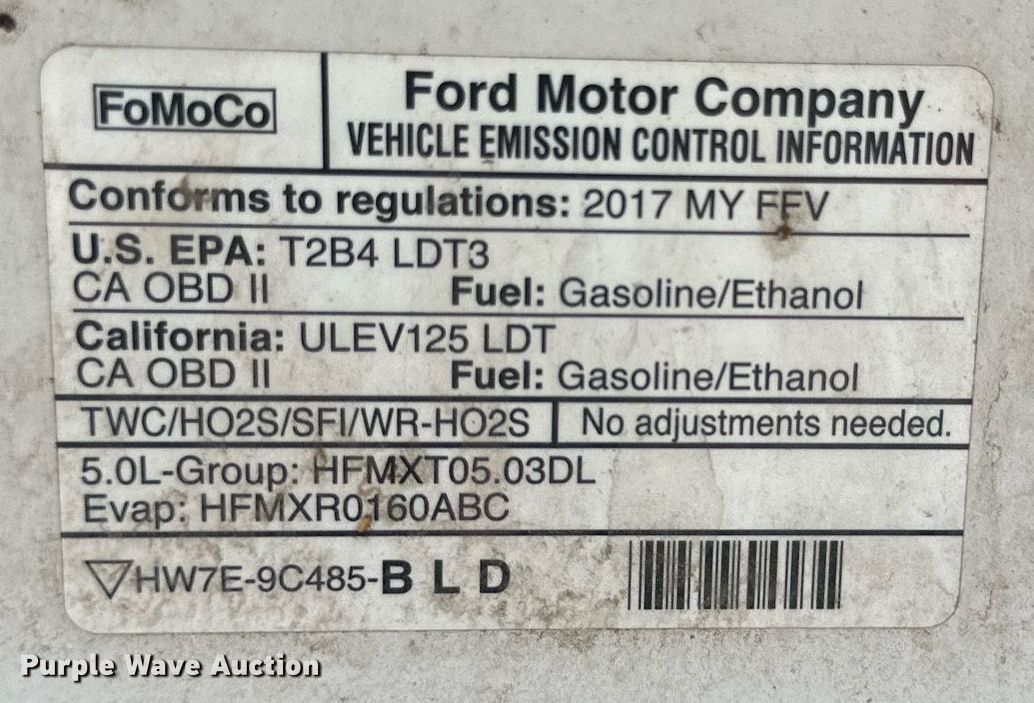 FoMoCo
Ford Motor Company
VEHICLE EMISSION CONTROL INFORMATION
Conforms to regulations: 2017 MY FFV
U.S. EPA: T2B4 LDT3
CA OBD II Fuel: Gasoline/Ethanol
California: ULEV125 LDT
CA OBD II Fuel: Gasoline/Ethanol
TWC/HO2S/SFI/WR-HO2S No adjustments needed.
5.0L-Group: HFMXT05.03DL
Evap: HFMXR0160ABC
HW7E-9C485-B L D
Purple Wave Auction